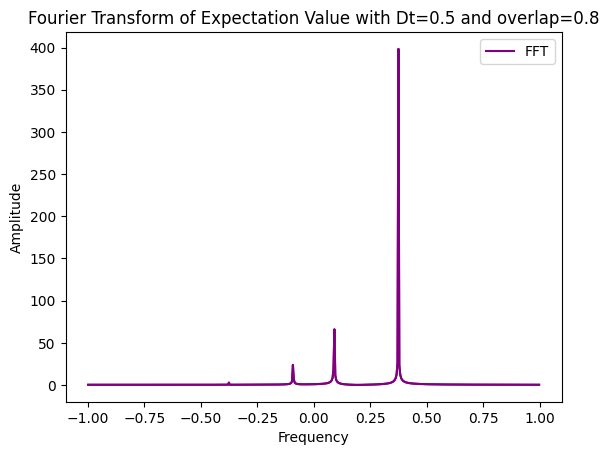 Fourier Transform of Expectation Value with Dt=0.5 and overlap=0.8
FFT
400
350
300
250
200
150
100
50
0
Amplitude
−1.00 −0.75 −0.50 −0.25 0.00 0.25 0.50 0.75 1.00
Frequency